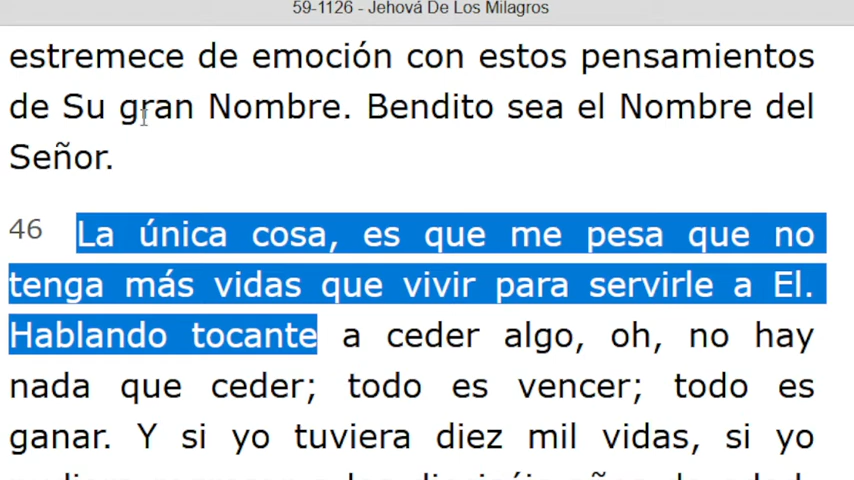 59-1126 - Jehová De Los Milagros
estremece de emoción con estos pensamientos
de Su gran Nombre. Bendito sea el Nombre del
Señor.
46 La única cosa, es que me pesa que no
tenga más vidas que vivir para servirle a El.
Hablando tocante a ceder algo, oh, no hay
nada que ceder; todo es vencer; todo es
ganar. Y si yo tuviera diez mil vidas, si yo